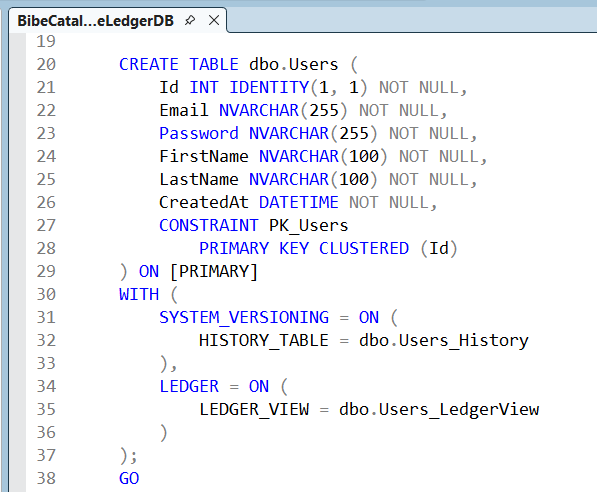 BibeCatal...eLedgerDB
19
20 CREATE TABLE dbo.Users (
21 Id INT IDENTITY(1, 1) NOT NULL,
22 Email NVARCHAR(255) NOT NULL,
23 Password NVARCHAR(255) NOT NULL,
24 FirstName NVARCHAR(100) NOT NULL,
25 LastName NVARCHAR(100) NOT NULL,
26 CreatedAt DATETIME NOT NULL,
27 CONSTRAINT PK_Users
28 PRIMARY KEY CLUSTERED (Id)
29 ) ON [PRIMARY]
30 WITH (
31 SYSTEM_VERSIONING = ON (
32 HISTORY_TABLE = dbo.Users_History
33 ),
34 LEDGER = ON (
35 LEDGER_VIEW = dbo.Users_LedgerView
36 )
37 );
38 GO